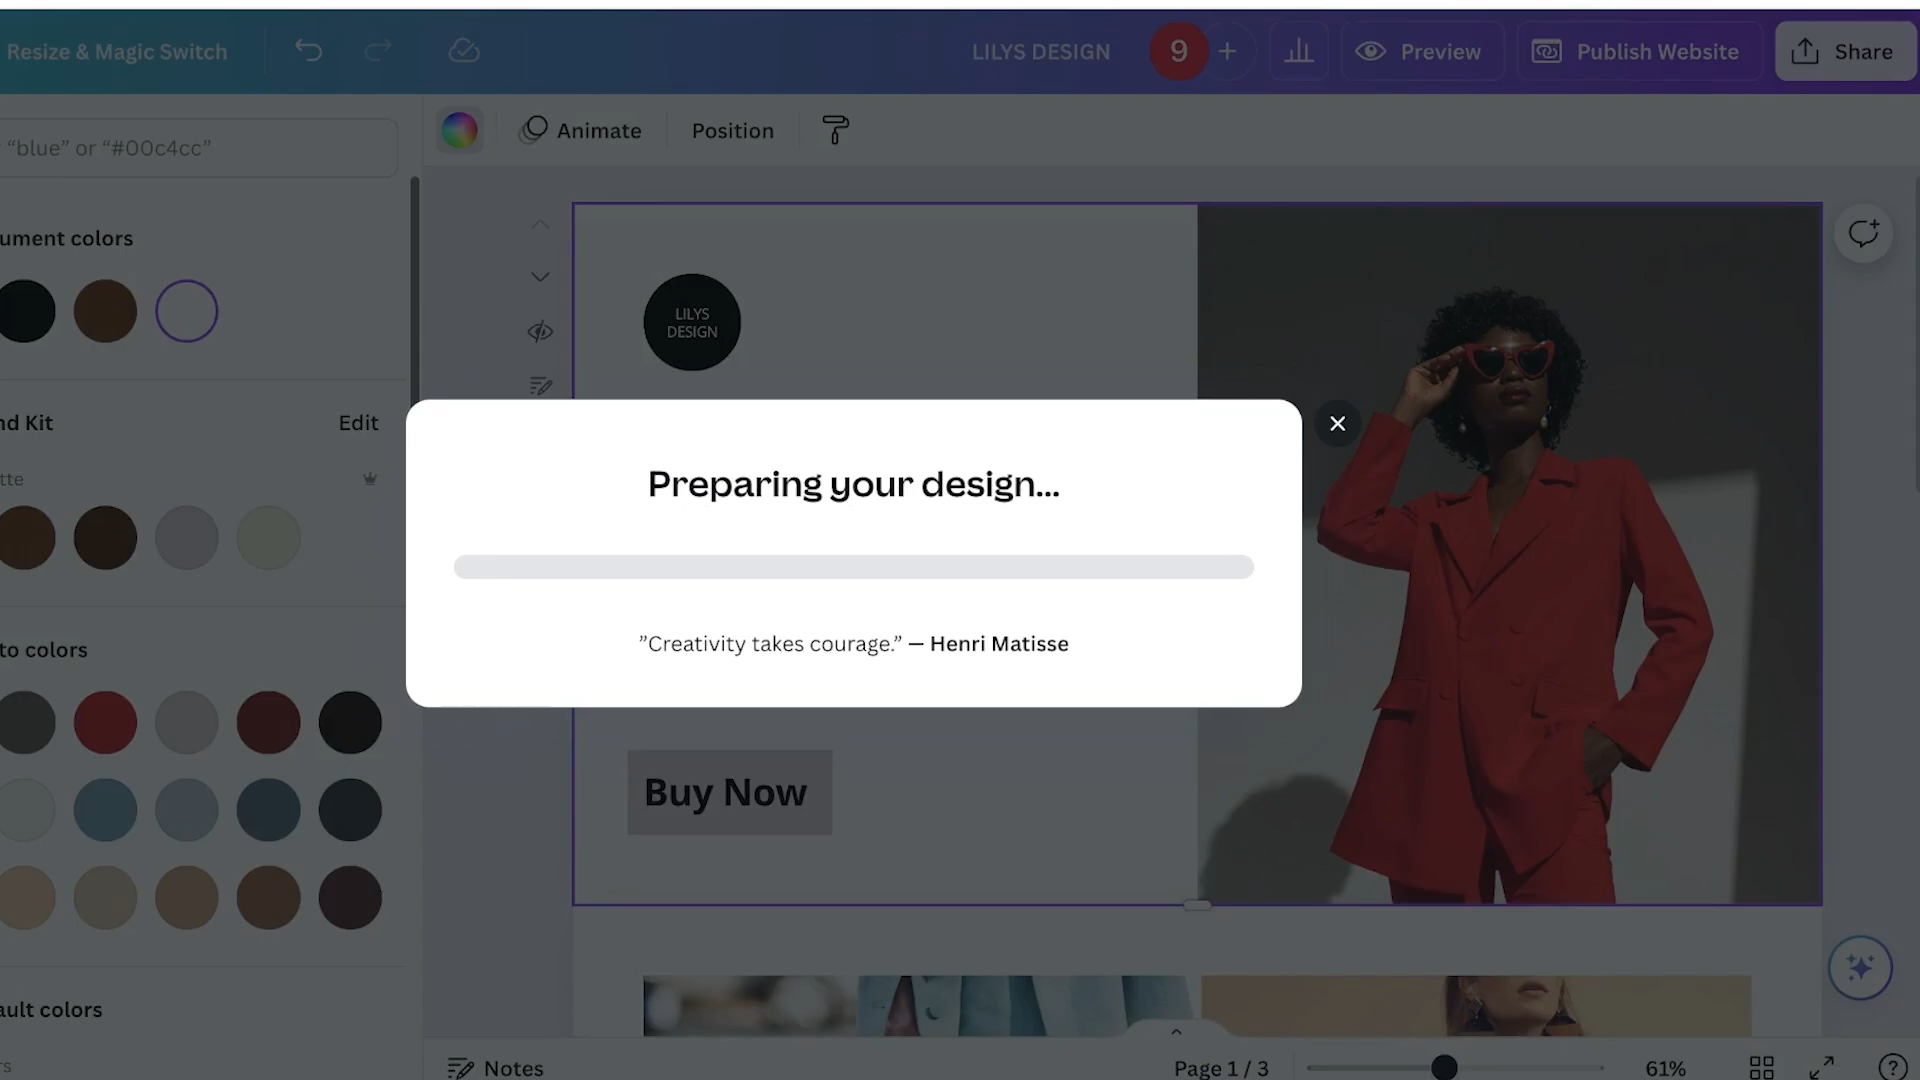 Resize & Magic Switch
LILYS DESIGN
9
Preview
Publish Website
Share
“blue” or “#00c4cc”
Animate
Position
ument colors
LILYS
DESIGN
nd Kit
Edit
tte
Preparing your design...
”Creativity takes courage.” — Henri Matisse
to colors
Buy Now
ault colors
rs
Notes
Page 1 / 3
61%